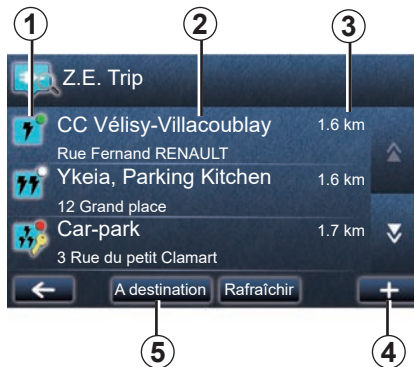 1 2 3
Z.E. Trip
CC Vélisy-Villacoublay 1.6 km
Rue Fernand RENAULT
Ykeia, Parking Kitchen 1.6 km
12 Grand place
Car-park 1.7 km
3 Rue du petit Clamart
A destination Rafraîchir +
5 4